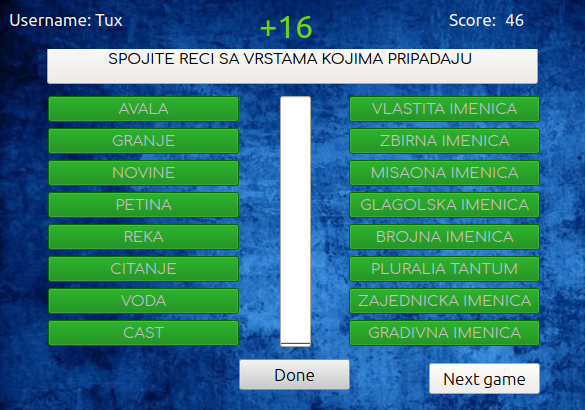 Username: Tux
+16
Score: 46
SPOJITE RECI SA VRSTAMA KOJIMA PRIPADAJU
AVALA
VLASTITA IMENICA
GRANJE
ZBIRNA IMENICA
NOVINE
MISAONA IMENICA
PETINA
GLAGOLSKA IMENICA
REKA
BROJNA IMENICA
CITANJE
PLURALIA TANTUM
VODA
ZAJEDNICKA IMENICA
CAST
GRADIVNA IMENICA
Done
Next game